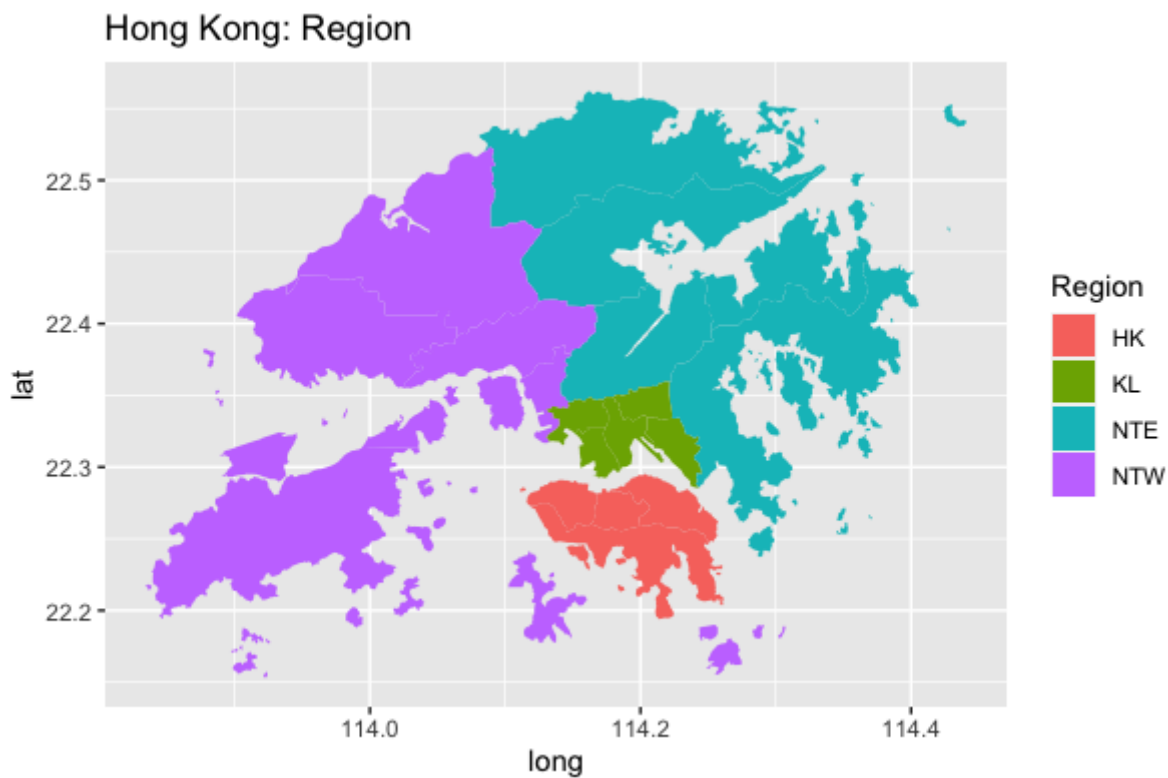 Hong Kong: Region
22.5
22.4
22.3
22.2
lat
114.0 114.2 114.4
long
Region
HK
KL
NTE
NTW